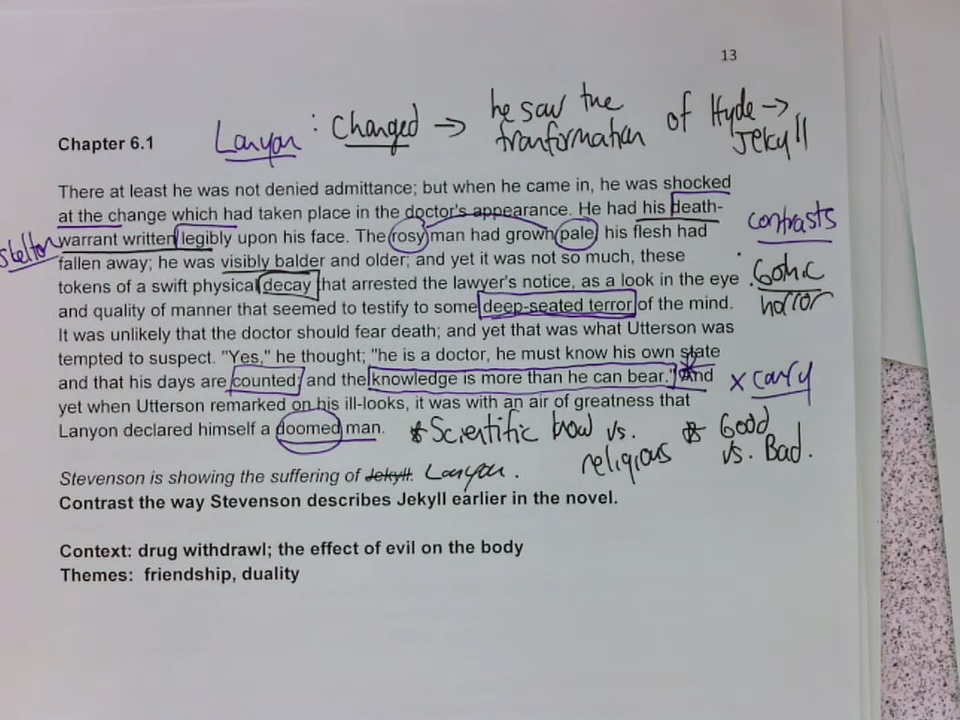 13
Chapter 6.1
Lanyon : Changed → he saw the tranformation of Hyde → Jekyll
There at least he was not denied admittance; but when he came in, he was shocked
at the change which had taken place in the doctor's appearance. He had his death-
warrant written legibly upon his face. The rosy man had grown pale his flesh had
fallen away; he was visibly balder and older; and yet it was not so much, these
tokens of a swift physical decay that arrested the lawyer's notice, as a look in the eye
and quality of manner that seemed to testify to some deep-seated terror of the mind.
It was unlikely that the doctor should fear death; and yet that was what Utterson was
tempted to suspect. "Yes," he thought; "he is a doctor, he must know his own state
and that his days are counted; and the knowledge is more than he can bear." And
yet when Utterson remarked on his ill-looks, it was with an air of greatness that
Lanyon declared himself a doomed man.
skelton
contrasts
Gothic
horror
x carry
* Scientific know vs. religious
* Good vs. Bad.
Stevenson is showing the suffering of Jekyll. Lanyon.
Contrast the way Stevenson describes Jekyll earlier in the novel.
Context: drug withdrawl; the effect of evil on the body
Themes: friendship, duality